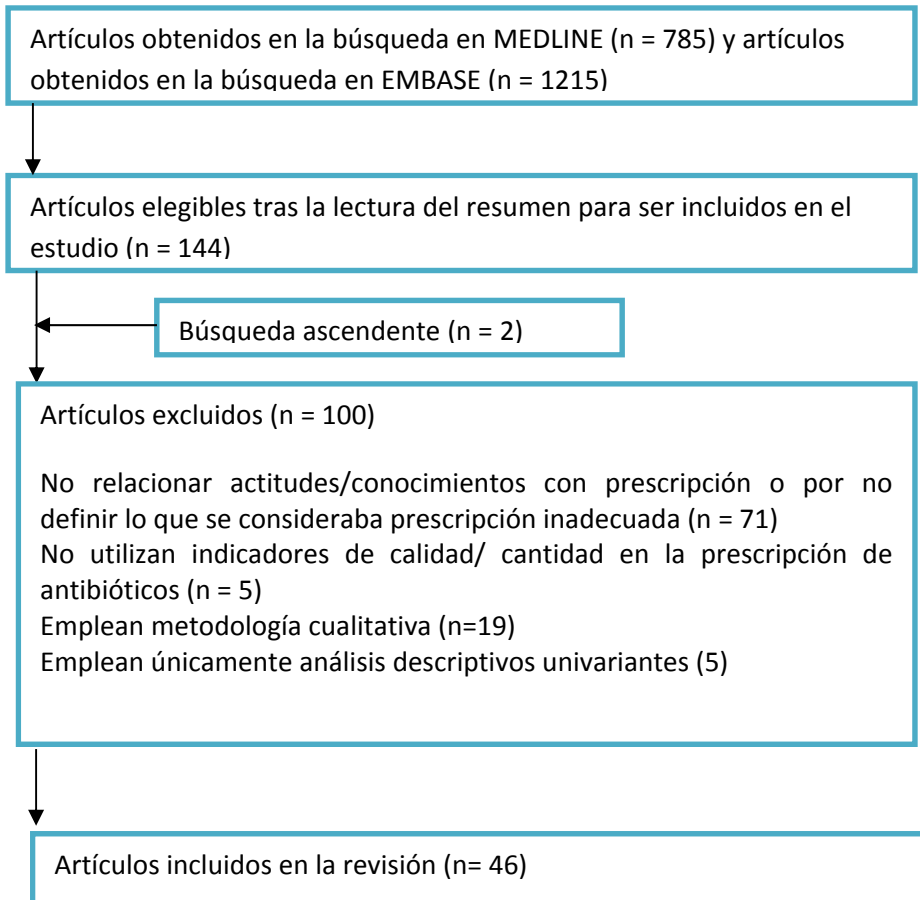 Artículos obtenidos en la búsqueda en MEDLINE (n = 785) y artículos
obtenidos en la búsqueda en EMBASE (n = 1215)
Artículos elegibles tras la lectura del resumen para ser incluidos en el
estudio (n = 144)
Búsqueda ascendente (n = 2)
Artículos excluidos (n = 100)
No relacionar actitudes/conocimientos con prescripción o por no
definir lo que se consideraba prescripción inadecuada (n = 71)
No utilizan indicadores de calidad/ cantidad en la prescripción de
antibióticos (n = 5)
Emplean metodología cualitativa (n=19)
Emplean únicamente análisis descriptivos univariantes (5)
Artículos incluidos en la revisión (n= 46)